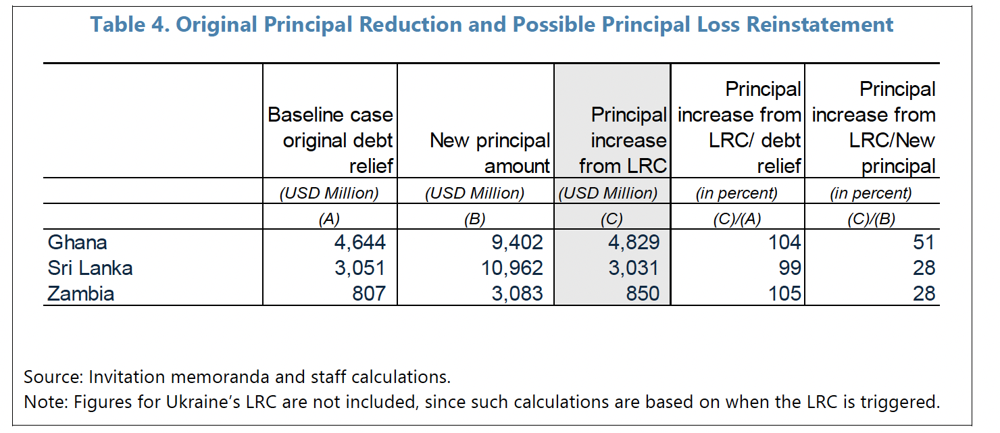 Table 4. Original Principal Reduction and Possible Principal Loss Reinstatement
Baseline case original debt relief | New principal amount | Principal increase from LRC | Principal increase from LRC/ debt relief | Principal increase from LRC/New principal
(USD Million) | (USD Million) | (USD Million) | (in percent) | (in percent)
(A) | (B) | (C) | (C)/(A) | (C)/(B)
Ghana | 4,644 | 9,402 | 4,829 | 104 | 51
Sri Lanka | 3,051 | 10,962 | 3,031 | 99 | 28
Zambia | 807 | 3,083 | 850 | 105 | 28
Source: Invitation memoranda and staff calculations.
Note: Figures for Ukraine’s LRC are not included, since such calculations are based on when the LRC is triggered.